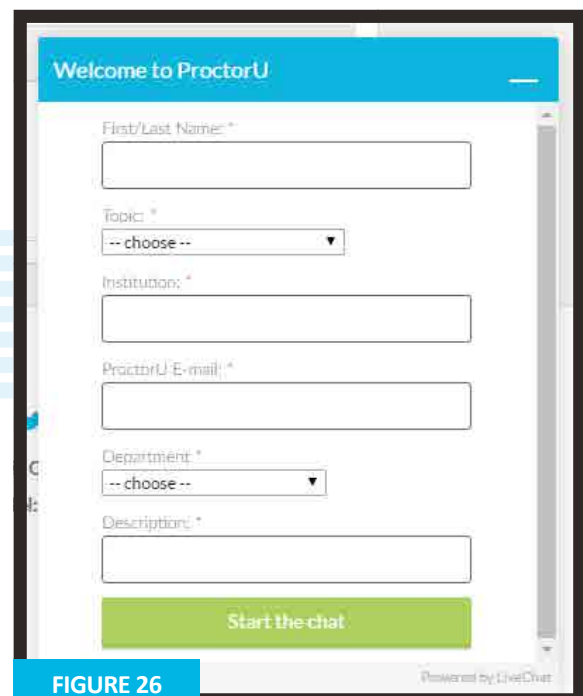 Welcome to ProctorU
First/Last Name: *
Topic: *
-- choose --
Institution: *
ProctorU E-mail: *
Department *
-- choose --
Description: *
Start the chat
Powered by LiveChat
FIGURE 26